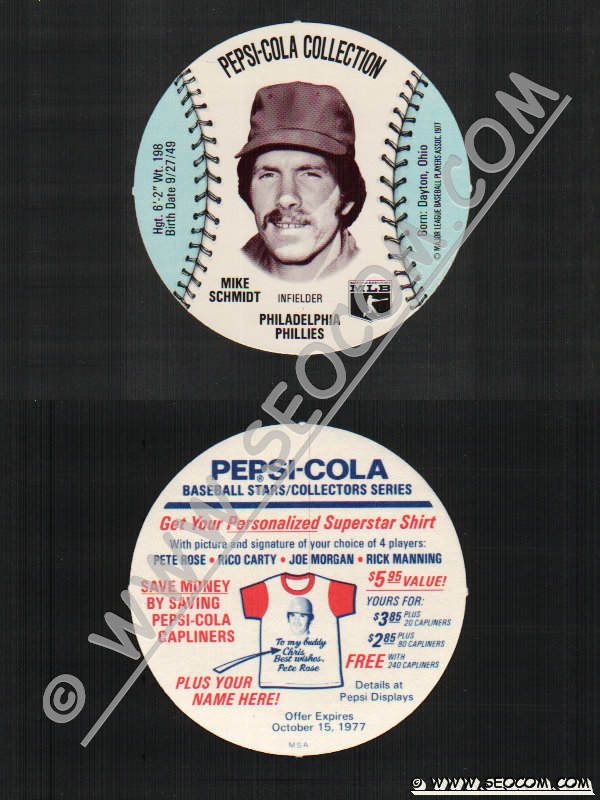 PEPSI-COLA COLLECTION
Hgt. 6'-2" Wt. 198
Birth Date 9/27/49
Born: Dayton, Ohio
© MAJOR LEAGUE BASEBALL PLAYERS ASSOC. 1977
MIKE
SCHMIDT
INFIELDER
MLB
PHILADELPHIA
PHILLIES
PEPSI-COLA
BASEBALL STARS/COLLECTORS SERIES
Get Your Personalized Superstar Shirt
With picture and signature of your choice of 4 players:
PETE ROSE • RICO CARTY • JOE MORGAN • RICK MANNING
SAVE MONEY
BY SAVING
PEPSI-COLA
CAPLINERS
$5.95 VALUE!
YOURS FOR:
$3.85 PLUS 20 CAPLINERS
$2.85 PLUS 80 CAPLINERS
FREE WITH 240 CAPLINERS
To my buddy
Chris,
Best wishes,
Pete Rose
PLUS YOUR
NAME HERE!
Details at
Pepsi Displays
Offer Expires
October 15, 1977
MSA
© WWW.SEOCOM.COM
© WWW.SEOCOM.COM